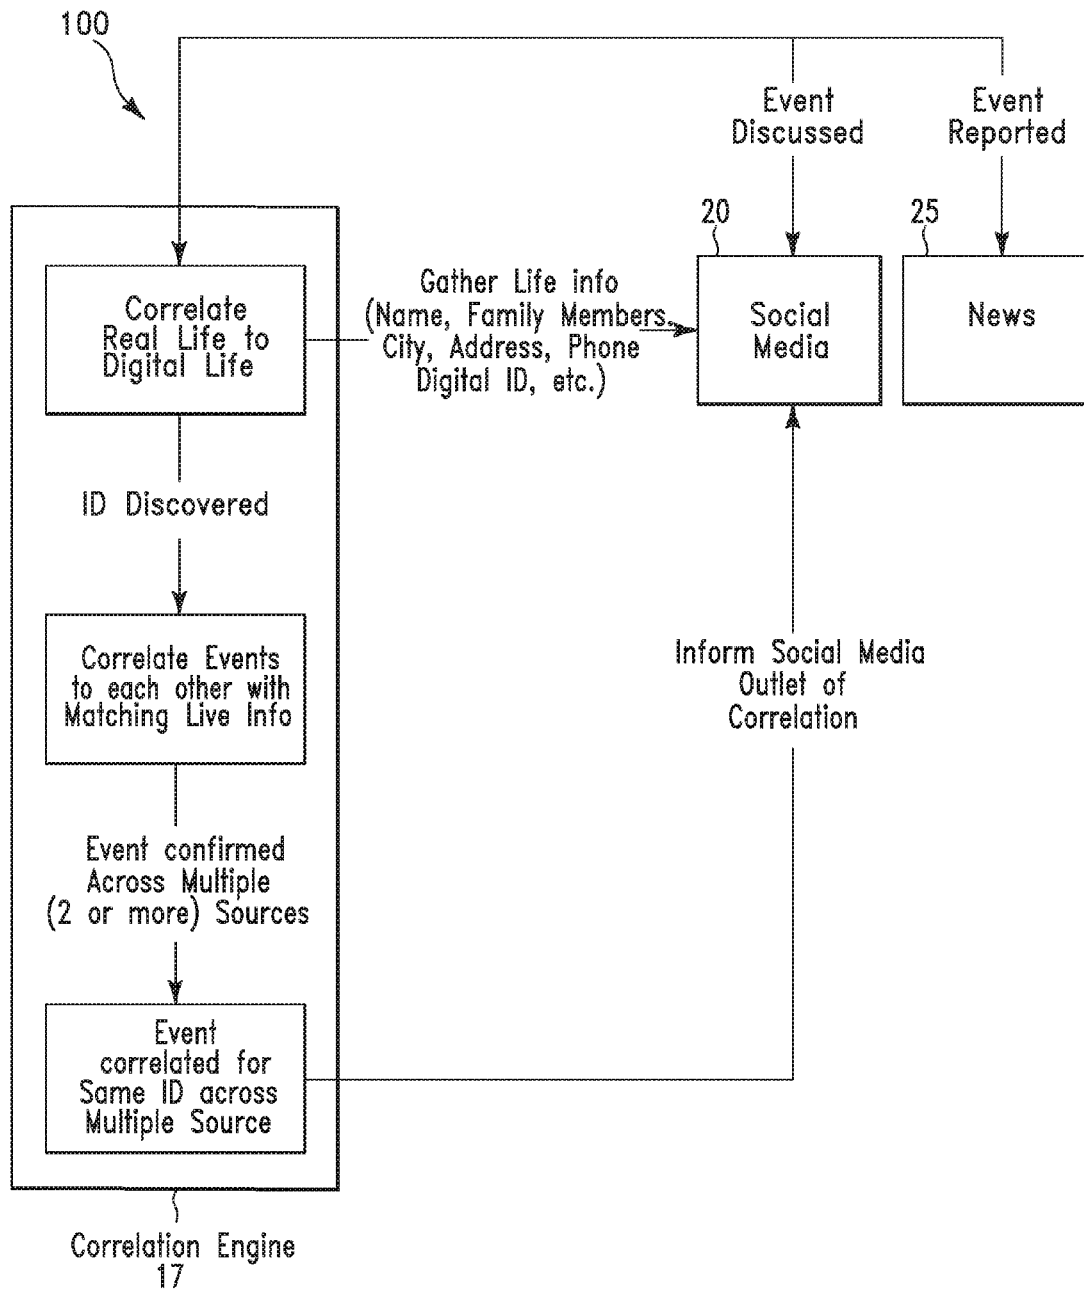 100
Event
Discussed
Event
Reported
20
25
Correlate
Real Life to
Digital Life
Gather Life info
(Name, Family Members,
City, Address, Phone
Digital ID, etc.)
Social
Media
News
ID Discovered
Correlate Events
to each other with
Matching Live Info
Inform Social Media
Outlet of
Correlation
Event confirmed
Across Multiple
(2 or more) Sources
Event
correlated for
Same ID across
Multiple Source
Correlation Engine
17